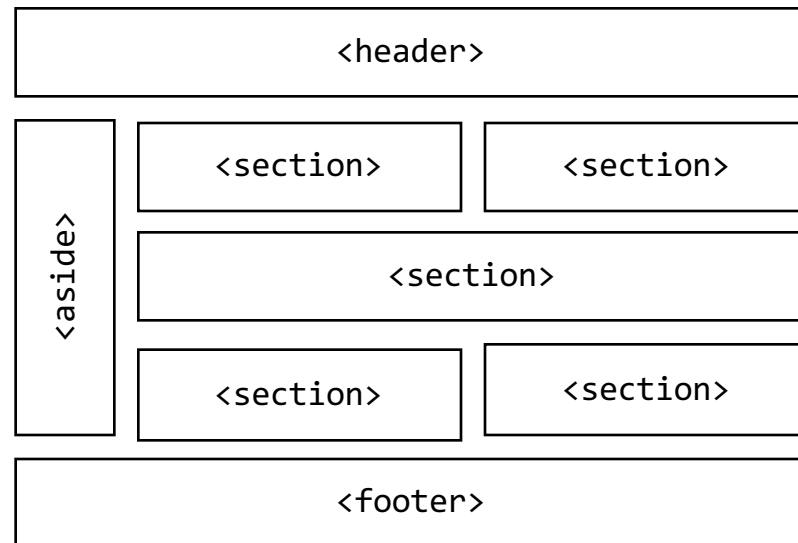 <header>
<aside>
<section>
<section>
<section>
<section>
<section>
<footer>